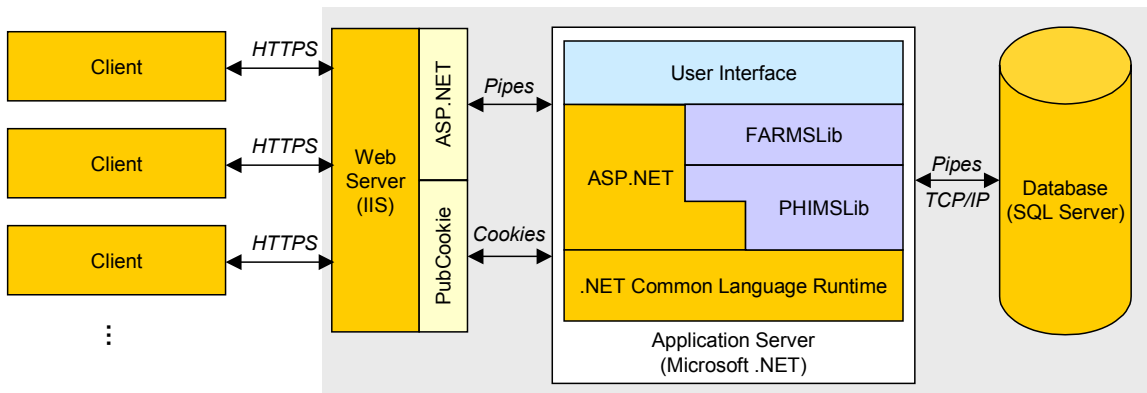 Client
HTTPS
Client
HTTPS
Client
HTTPS
...
Web
Server
(IIS)
ASP.NET
PubCookie
Pipes
Cookies
User Interface
FARMSLib
ASP.NET
PHIMSLib
.NET Common Language Runtime
Application Server
(Microsoft .NET)
Pipes
TCP/IP
Database
(SQL Server)